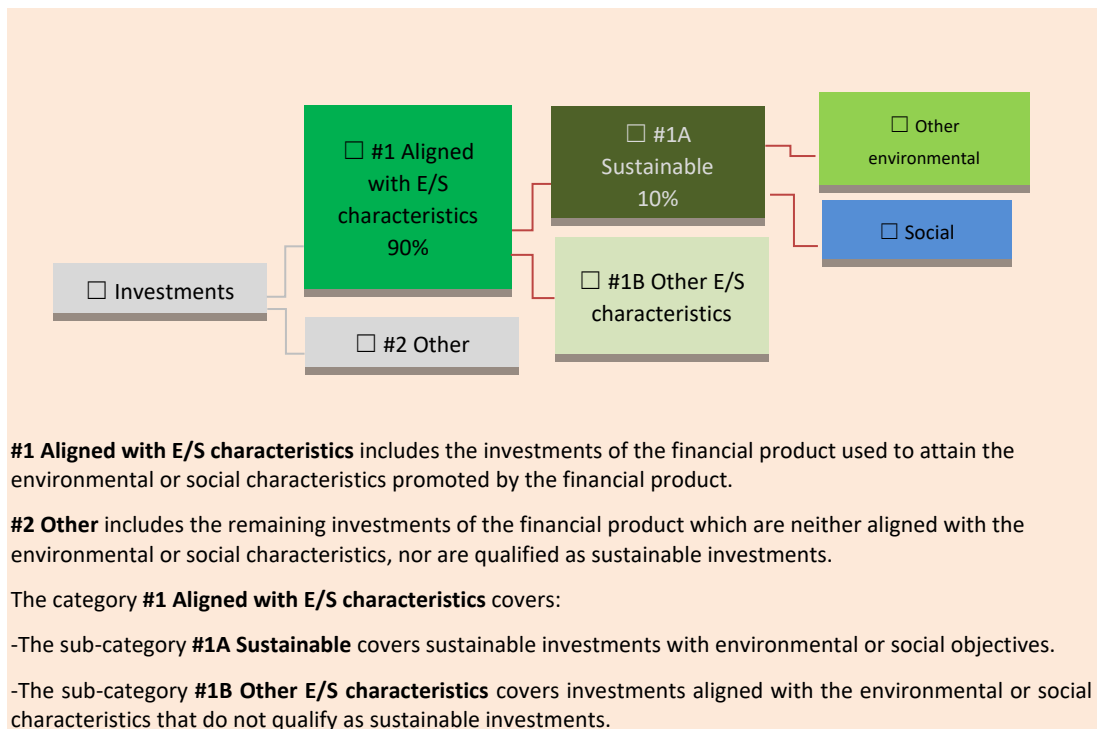 ☐ #1 Aligned
with E/S
characteristics
90%
☐ #1A
Sustainable
10%
☐ Other
environmental
☐ Social
☐ #1B Other E/S
characteristics
☐ Investments
☐ #2 Other
#1 Aligned with E/S characteristics includes the investments of the financial product used to attain the
environmental or social characteristics promoted by the financial product.
#2 Other includes the remaining investments of the financial product which are neither aligned with the
environmental or social characteristics, nor are qualified as sustainable investments.
The category #1 Aligned with E/S characteristics covers:
-The sub-category #1A Sustainable covers sustainable investments with environmental or social objectives.
-The sub-category #1B Other E/S characteristics covers investments aligned with the environmental or social
characteristics that do not qualify as sustainable investments.